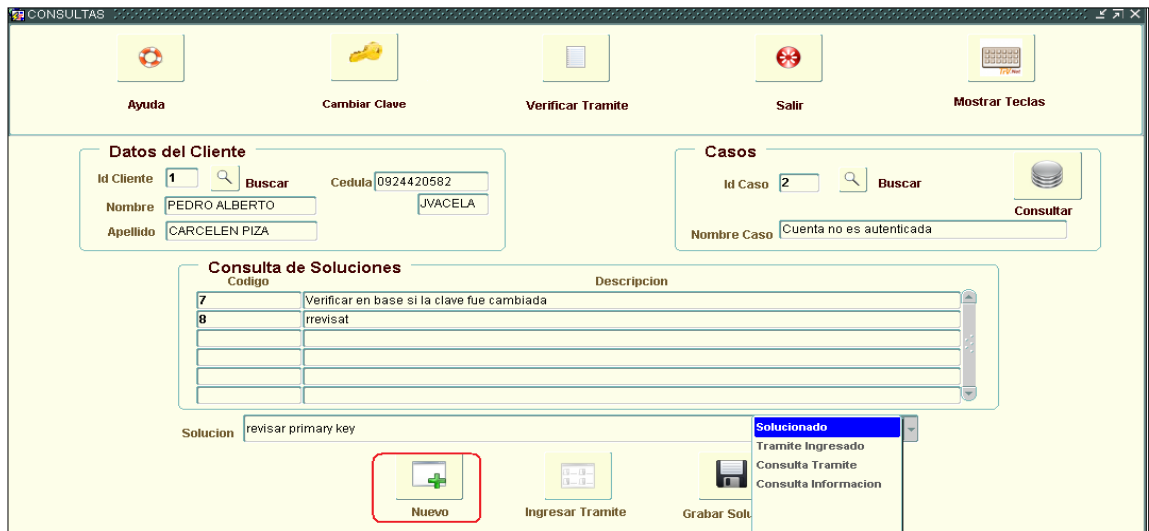 CONSULTAS
Ayuda Cambiar Clave Verificar Tramite Salir Mostrar Teclas
Datos del Cliente
Id Cliente 1 Buscar Cedula 0924420582
Nombre PEDRO ALBERTO JVACELA
Apellido CARCELEN PIZA
Casos
Id Caso 2 Buscar
Consultar
Nombre Caso Cuenta no es autenticada
Consulta de Soluciones
Codigo Descripcion
7 Verificar en base si la clave fue cambiada
8 rrevisat
Solucion revisar primary key
Solucionado
Tramite Ingresado
Consulta Tramite
Consulta Informacion
Nuevo Ingresar Tramite Grabar Solu